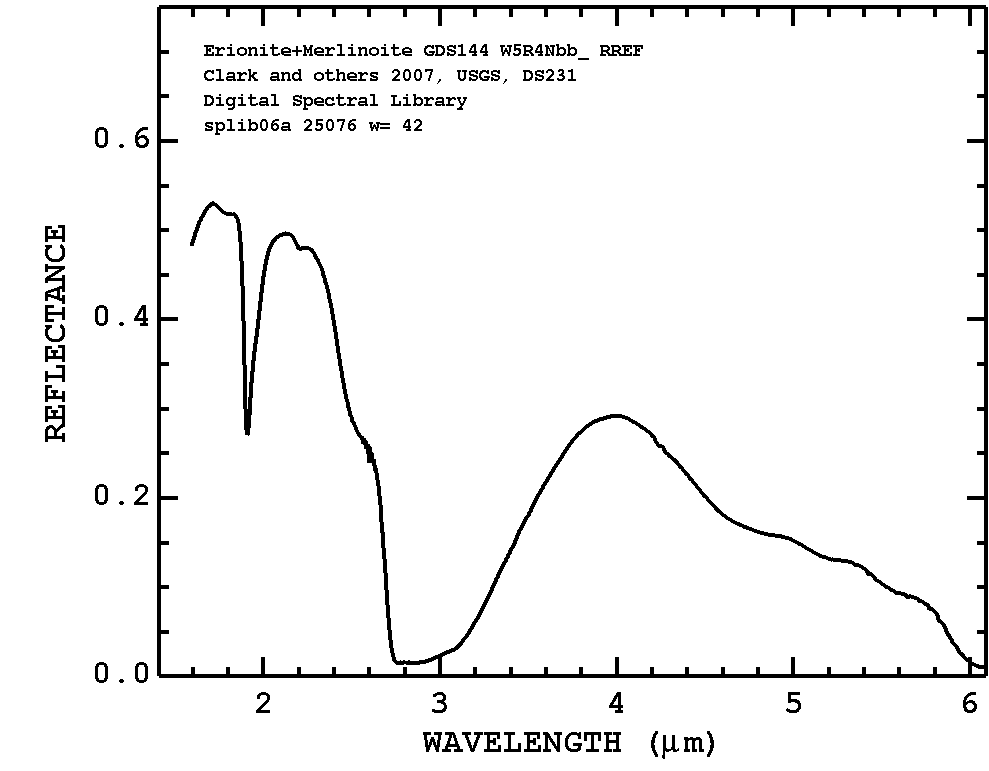 Erionite+Merlinoite GDS144 W5R4Nbb_ RREF
Clark and others 2007, USGS, DS231
Digital Spectral Library
splib06a 25076 w= 42
0.6
0.4
0.2
0.0
REFLECTANCE
2 3 4 5 6
WAVELENGTH (μm)